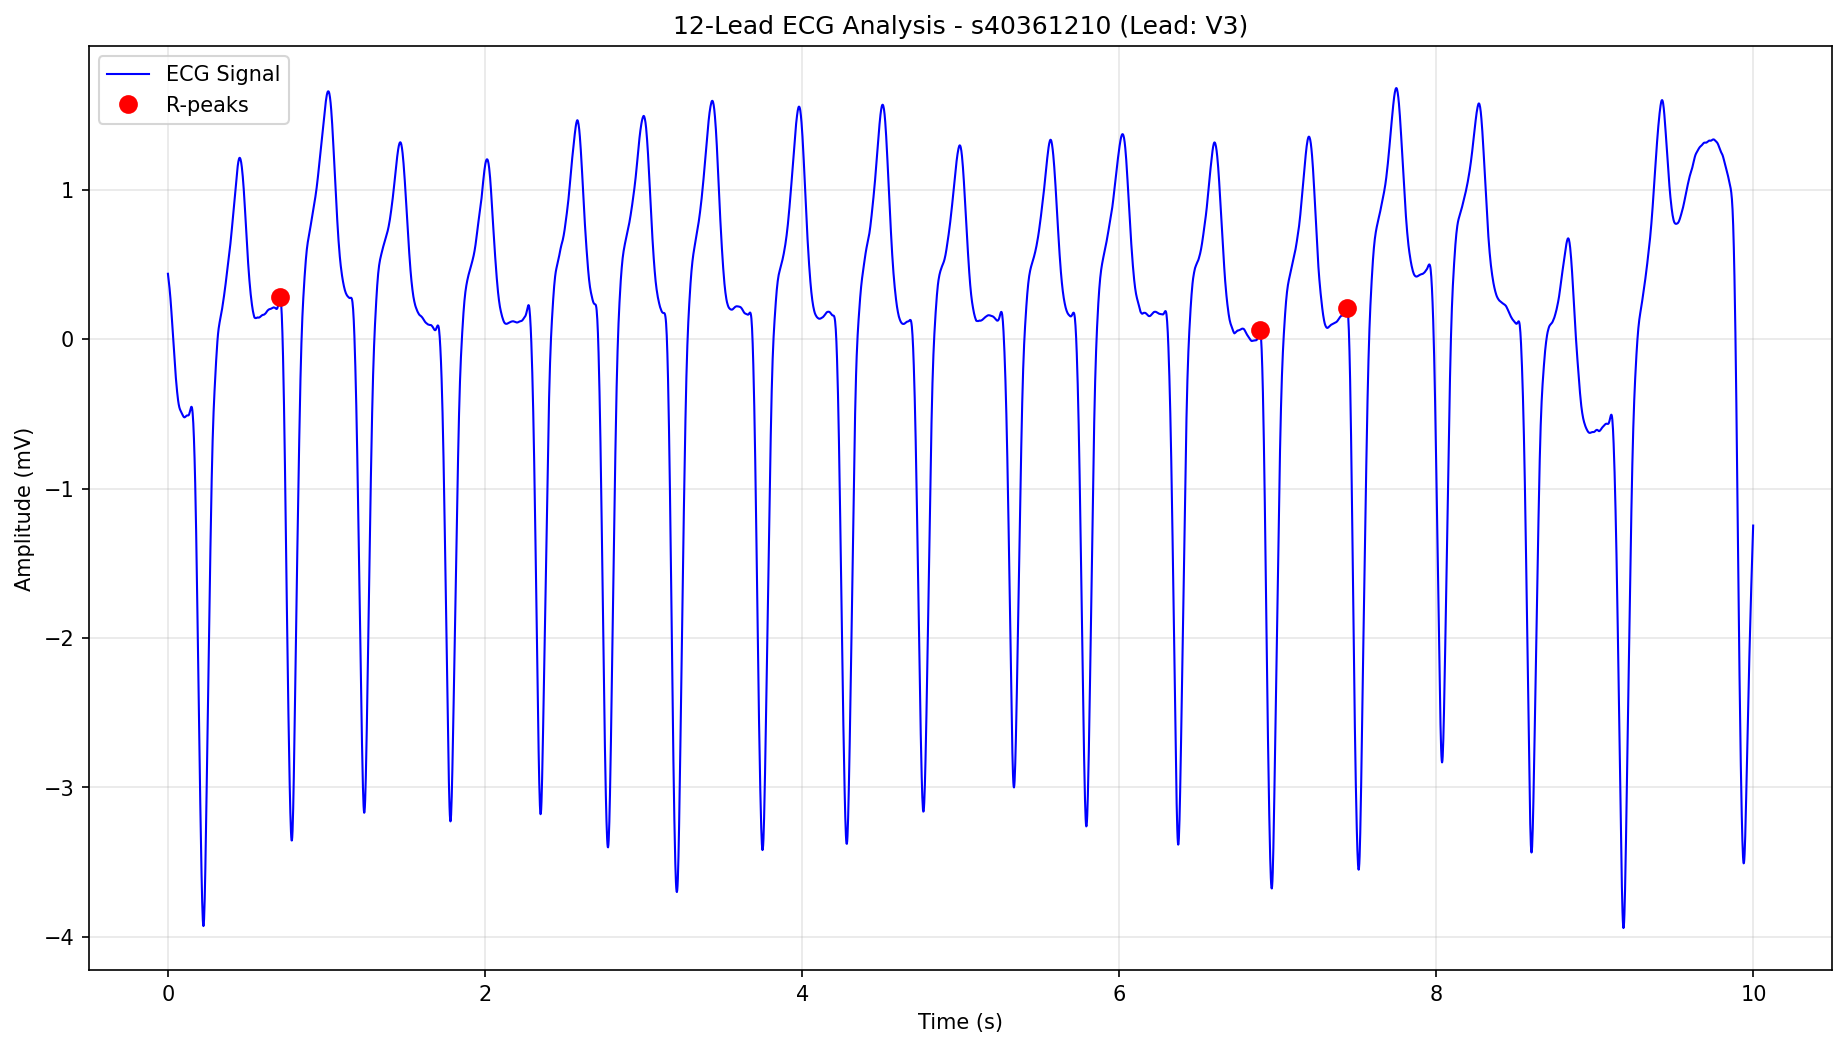 12-Lead ECG Analysis - s40361210 (Lead: V3)
ECG Signal
R-peaks
Amplitude (mV)
1
0
−1
−2
−3
−4
0
2
4
6
8
10
Time (s)